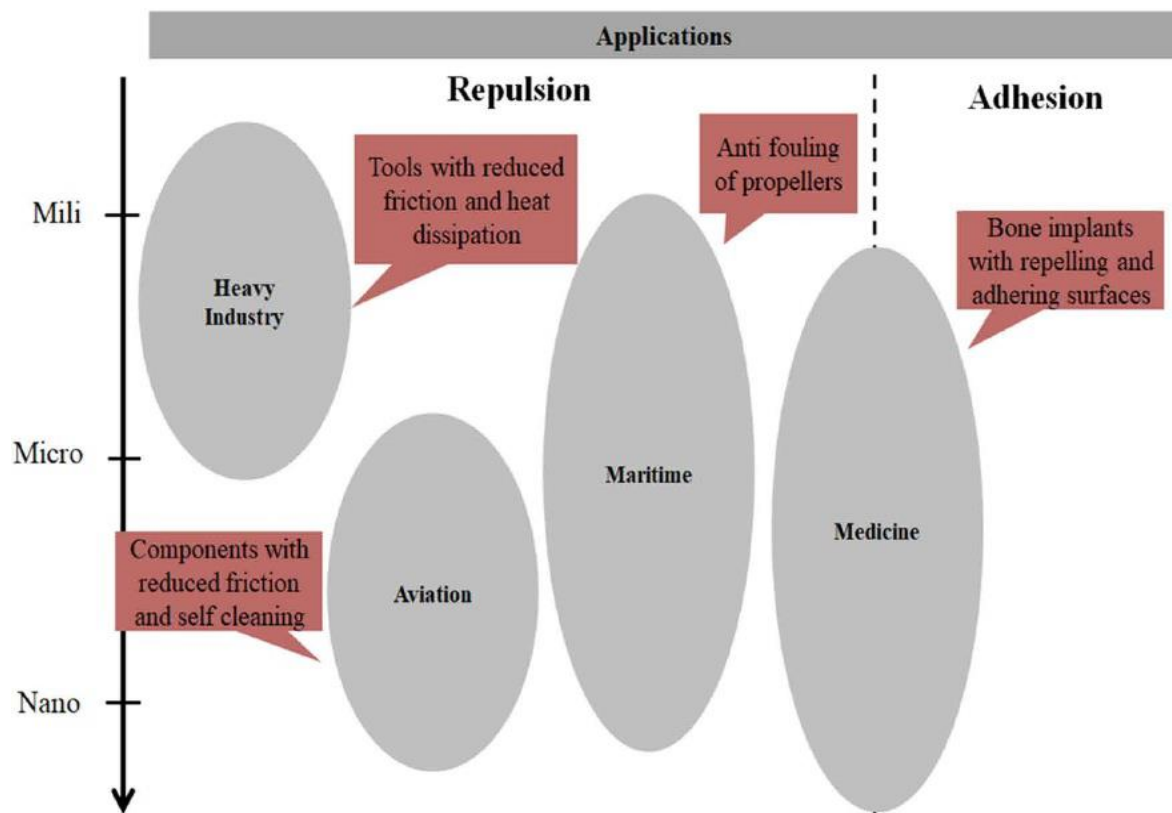 Applications
Repulsion
Adhesion
Mili
Micro
Nano
Tools with reduced
friction and heat
dissipation
Anti fouling
of propellers
Bone implants
with repelling and
adhering surfaces
Heavy
Industry
Maritime
Medicine
Components with
reduced friction
and self cleaning
Aviation